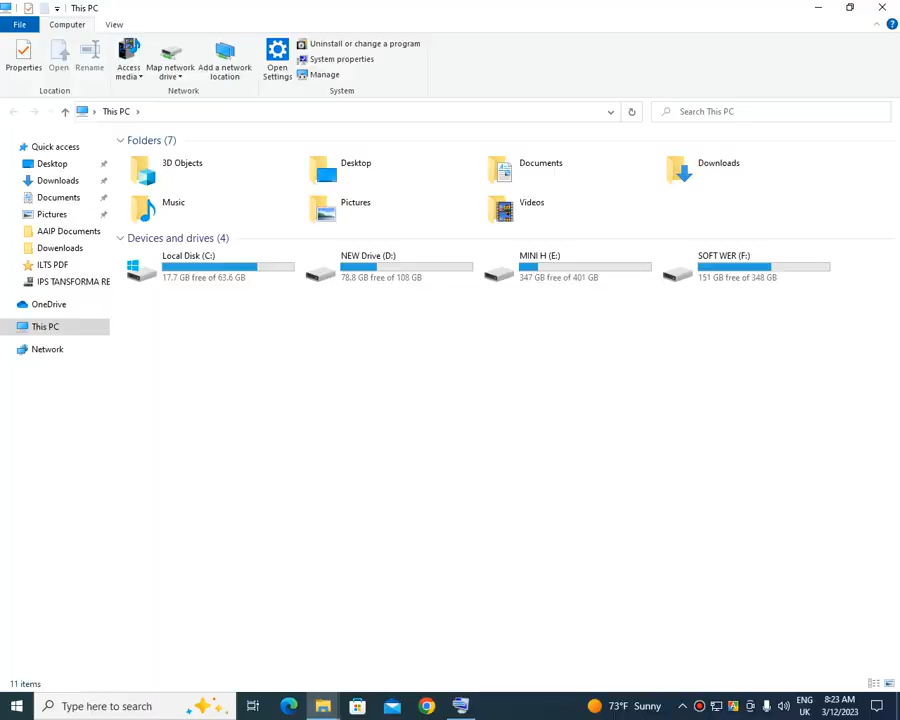 This PC
File Computer View
Properties Open Rename Access media Map network drive Add a network location Open Settings Uninstall or change a program
System properties
Manage
Location Network System
This PC
Search This PC
Quick access
Desktop
Downloads
Documents
Pictures
AAIP Documents
Downloads
ILTS PDF
IPS TANSFORMA RE
OneDrive
This PC
Network
Folders (7)
3D Objects Desktop Documents Downloads
Music Pictures Videos
Devices and drives (4)
Local Disk (C:) NEW Drive (D:) MINI H (E:) SOFT WER (F:)
17.7 GB free of 63.6 GB 78.8 GB free of 108 GB 347 GB free of 401 GB 151 GB free of 348 GB
11 items
Type here to search
73°F Sunny
ENG
UK
8:23 AM
3/12/2023